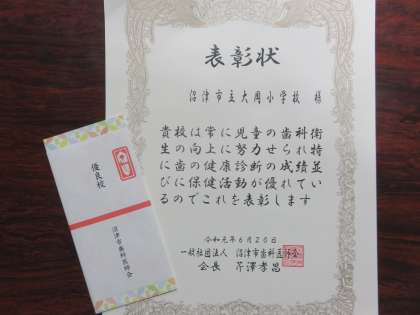 表彰状
沼津市立大岡小学校 様
貴校は常に児童の歯科衛
生の向上に努力せられ特
に歯の健康診断の成績並
びに保健活動が優れてい
るのでこれを表彰します
令和元年6月20日
一般社団法人 沼津市歯科医師会
会長 芹澤孝昌
優良校
沼津市歯科医師会